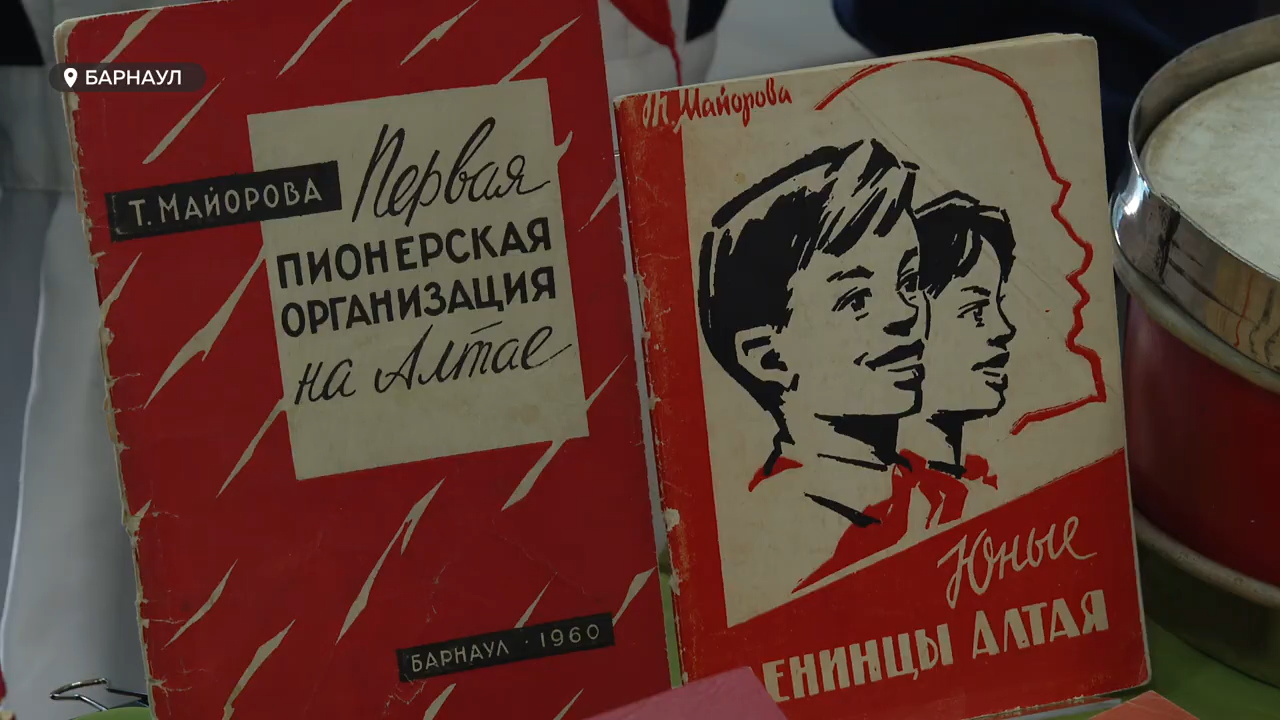 БАРНАУЛ
Т. МАЙОРОВА
Первая
ПИОНЕРСКАЯ
ОРГАНИЗАЦИЯ
на Алтае
БАРНАУЛ · 1960
Т. Майорова
Юные
ЕНИНЦЫ АЛТАЯ